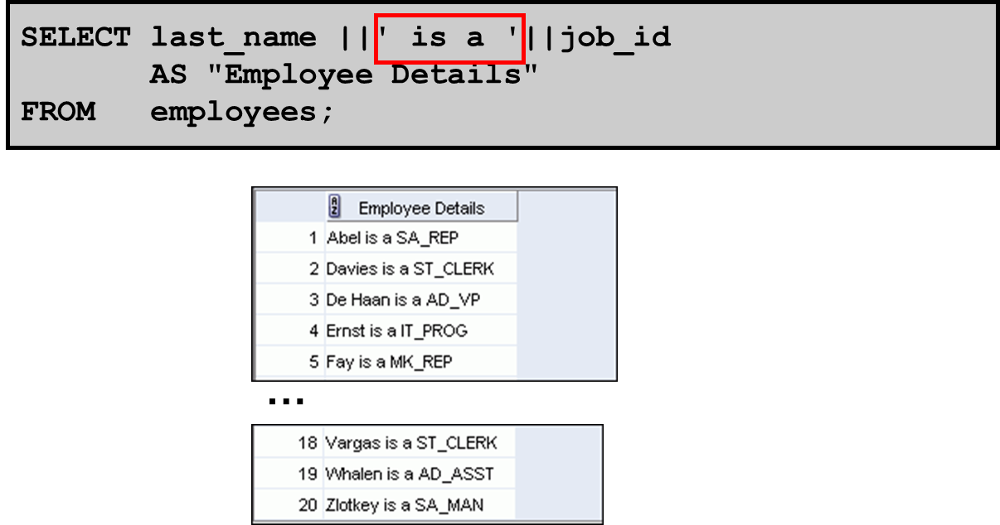 SELECT last_name ||' is a '||job_id
AS "Employee Details"
FROM employees;
Employee Details
1 Abel is a SA_REP
2 Davies is a ST_CLERK
3 De Haan is a AD_VP
4 Ernst is a IT_PROG
5 Fay is a MK_REP
...
18 Vargas is a ST_CLERK
19 Whalen is a AD_ASST
20 Zlotkey is a SA_MAN